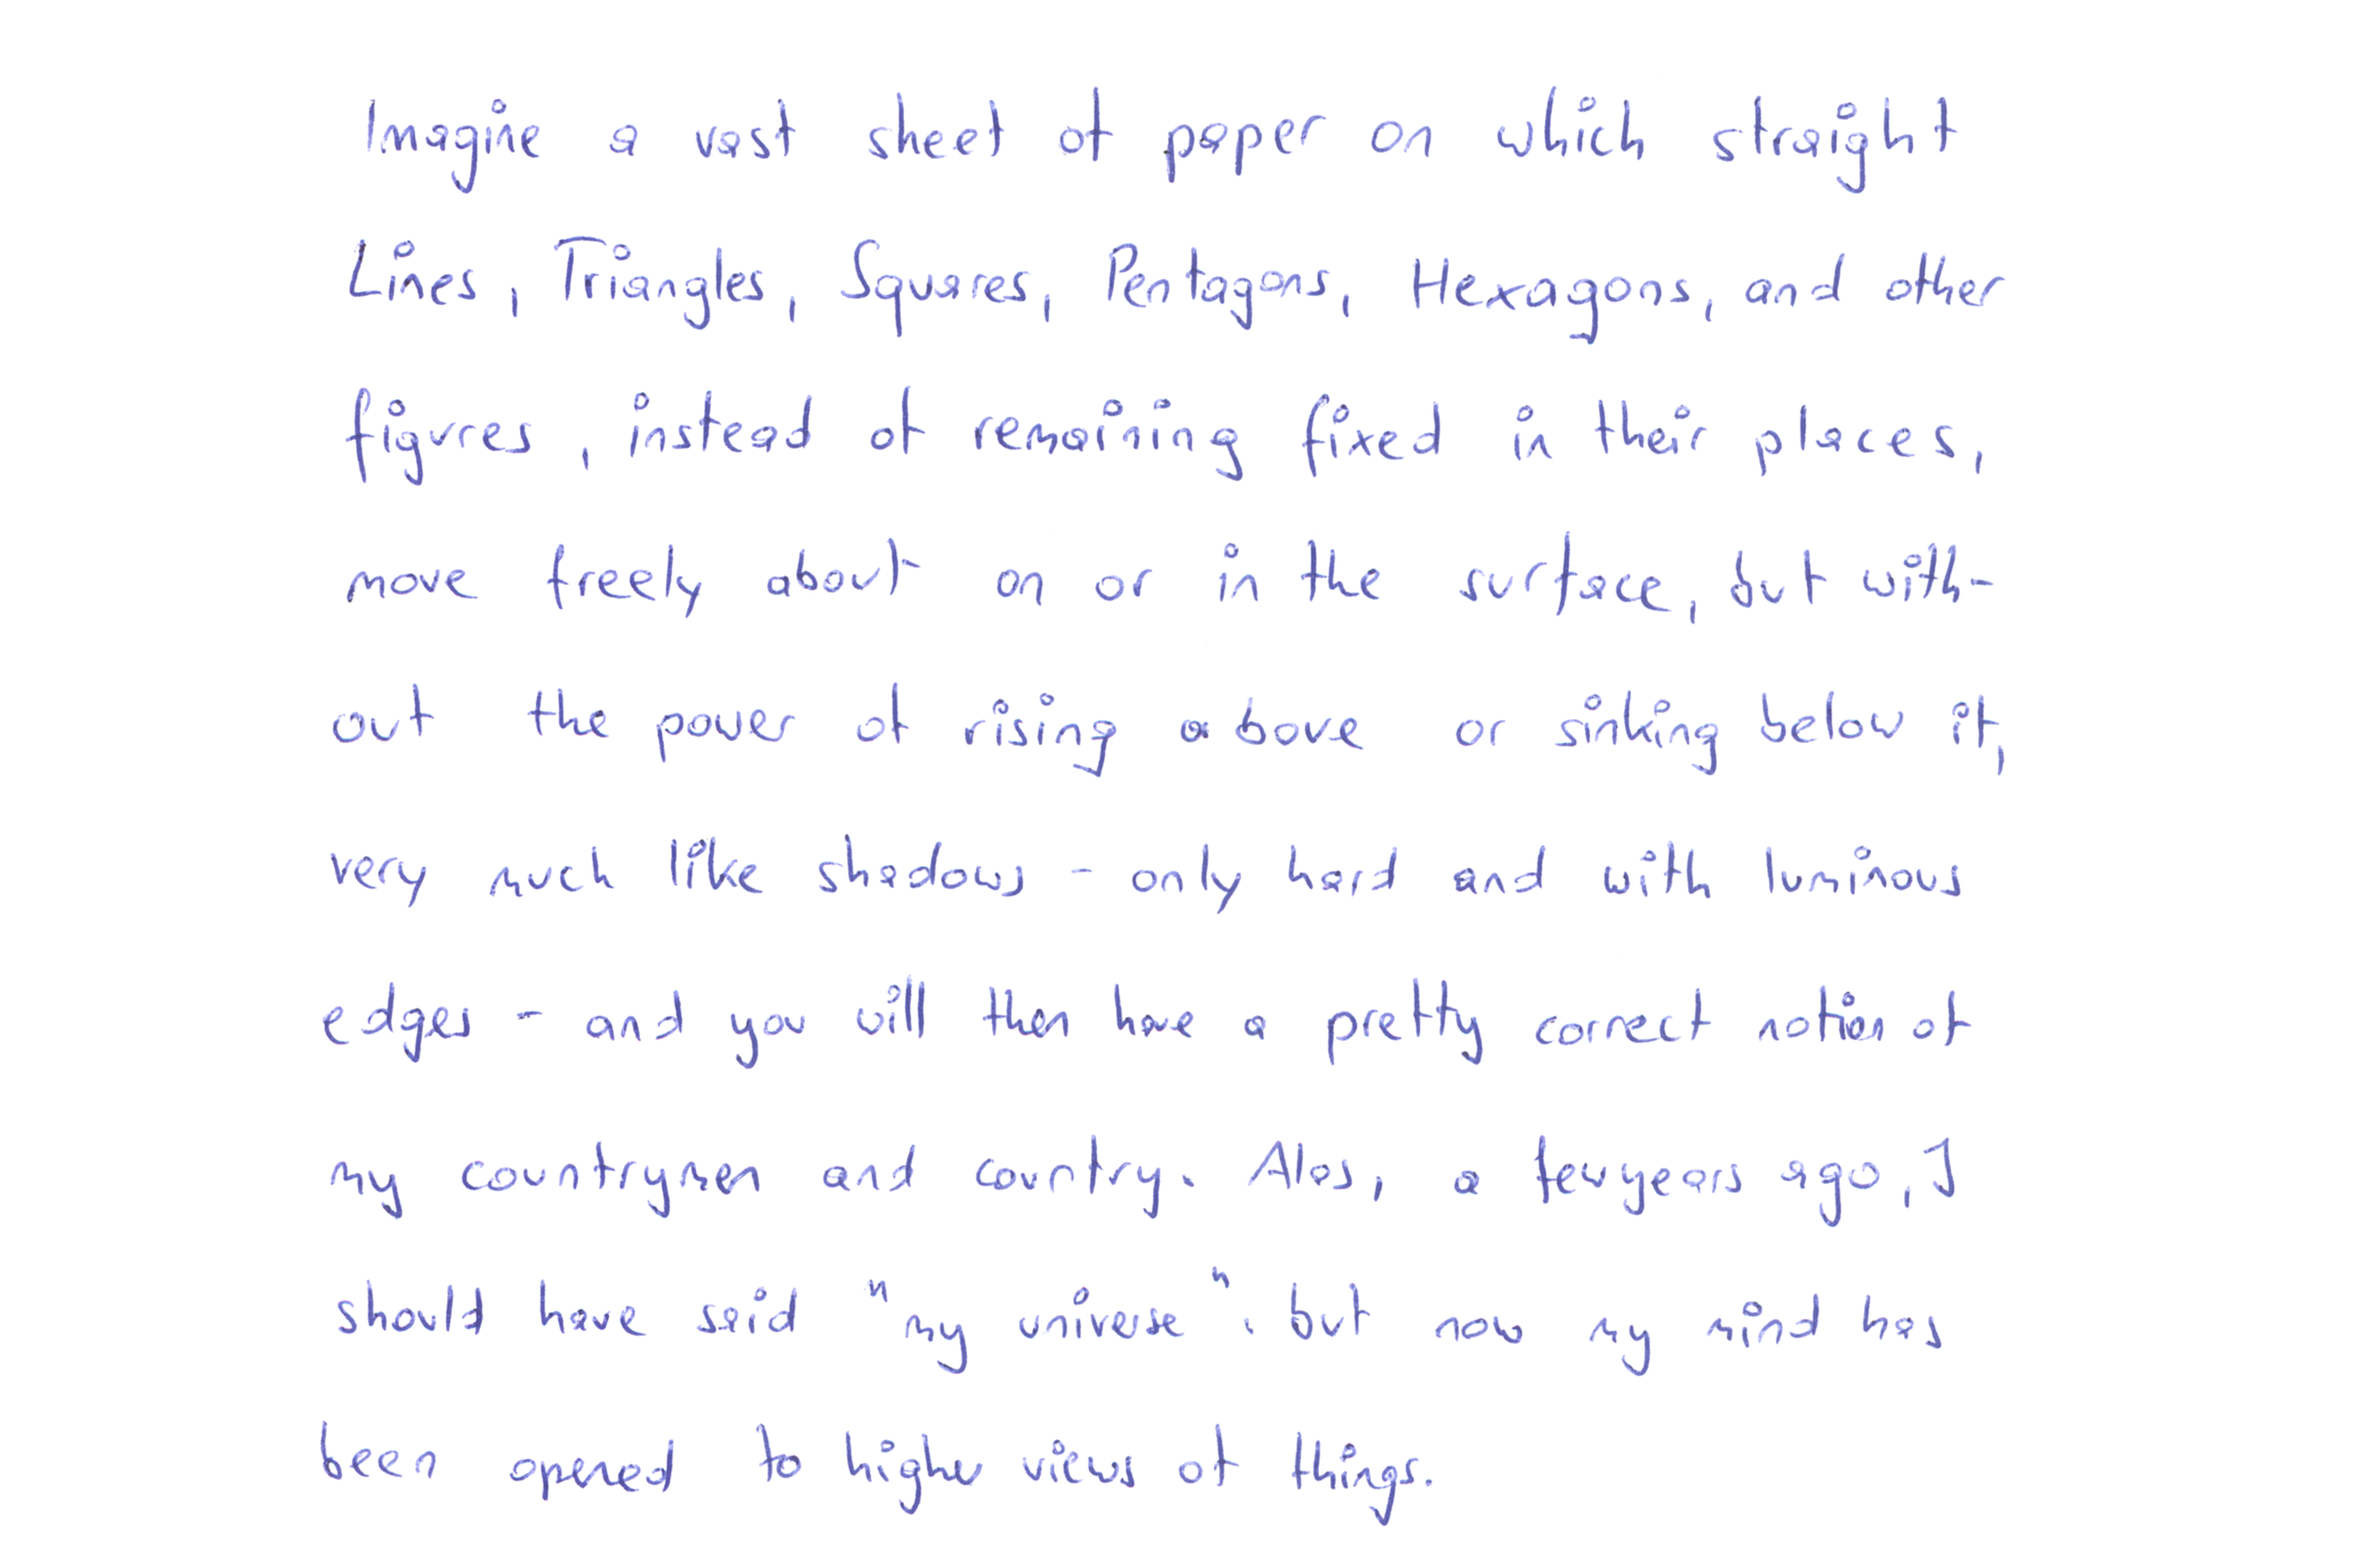 Imagine a vast sheet of paper on which straight
Lines, Triangles, Squares, Pentagons, Hexagons, and other
figures, instead of remaining fixed in their places,
move freely about on or in the surface, but with-
out the power of rising above or sinking below it,
very much like shadows - only hard and with luminous
edges - and you will then have a pretty correct notion of
my countrymen and country. Alas, a few years ago, I
should have said "my universe". but now my mind has
been opened to higher views of things.